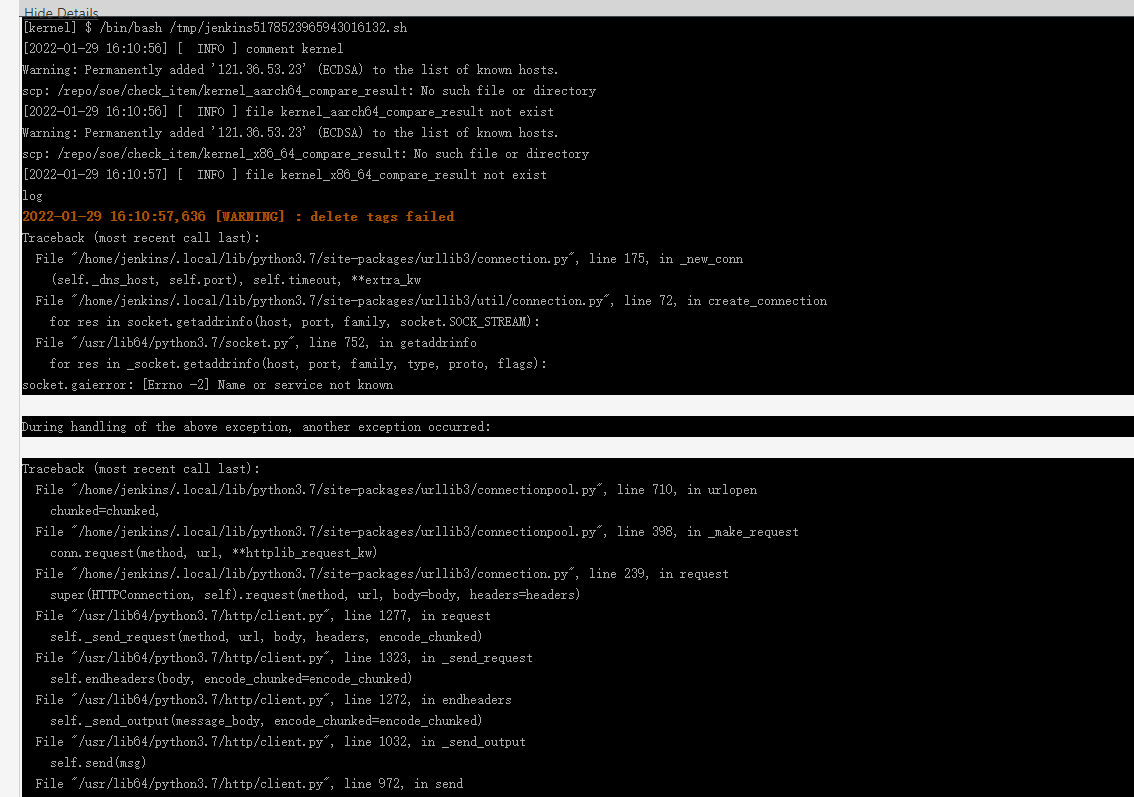 Hide Details
[kernel] $ /bin/bash /tmp/jenkins5178523965943016132.sh
[2022-01-29 16:10:56] [  INFO ] comment kernel
Warning: Permanently added '121.36.53.23' (ECDSA) to the list of known hosts.
scp: /repo/soe/check_item/kernel_aarch64_compare_result: No such file or directory
[2022-01-29 16:10:56] [  INFO ] file kernel_aarch64_compare_result not exist
Warning: Permanently added '121.36.53.23' (ECDSA) to the list of known hosts.
scp: /repo/soe/check_item/kernel_x86_64_compare_result: No such file or directory
[2022-01-29 16:10:57] [  INFO ] file kernel_x86_64_compare_result not exist
log
2022-01-29 16:10:57,636 [WARNING] : delete tags failed
Traceback (most recent call last):
  File "/home/jenkins/.local/lib/python3.7/site-packages/urllib3/connection.py", line 175, in _new_conn
    (self._dns_host, self.port), self.timeout, **extra_kw
  File "/home/jenkins/.local/lib/python3.7/site-packages/urllib3/util/connection.py", line 72, in create_connection
    for res in socket.getaddrinfo(host, port, family, socket.SOCK_STREAM):
  File "/usr/lib64/python3.7/socket.py", line 752, in getaddrinfo
    for res in _socket.getaddrinfo(host, port, family, type, proto, flags):
socket.gaierror: [Errno -2] Name or service not known
During handling of the above exception, another exception occurred:
Traceback (most recent call last):
  File "/home/jenkins/.local/lib/python3.7/site-packages/urllib3/connectionpool.py", line 710, in urlopen
    chunked=chunked,
  File "/home/jenkins/.local/lib/python3.7/site-packages/urllib3/connectionpool.py", line 398, in _make_request
    conn.request(method, url, **httplib_request_kw)
  File "/home/jenkins/.local/lib/python3.7/site-packages/urllib3/connection.py", line 239, in request
    super(HTTPConnection, self).request(method, url, body=body, headers=headers)
  File "/usr/lib64/python3.7/http/client.py", line 1277, in request
    self._send_request(method, url, body, headers, encode_chunked)
  File "/usr/lib64/python3.7/http/client.py", line 1323, in _send_request
    self.endheaders(body, encode_chunked=encode_chunked)
  File "/usr/lib64/python3.7/http/client.py", line 1272, in endheaders
    self._send_output(message_body, encode_chunked=encode_chunked)
  File "/usr/lib64/python3.7/http/client.py", line 1032, in _send_output
    self.send(msg)
  File "/usr/lib64/python3.7/http/client.py", line 972, in send